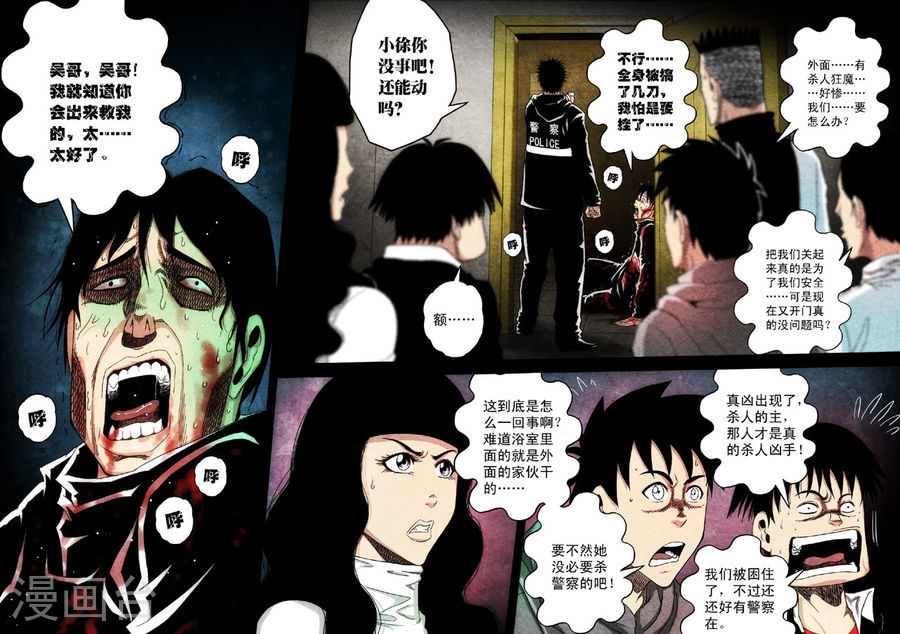 吴哥，吴哥！
我就知道你
会出来救我
的，太……
太好了。
呼
呼
呼
呼
小徐你
没事吧！
还能动
吗？
警 察
POLICE
不行……
全身被搞
了几刀，
我怕是要
挂了……
呼
呼
呼
外面……有
杀人狂魔…
…好惨……
我们……要
怎么办？
额……
把我们关起
来真的是为
了我们安全
……可是现
在又开门真
的没问题吗？
这到底是怎
么一回事啊？
难道浴室里
面的就是外
面的家伙干
的……
要不然她
没必要杀
警察的吧！
真凶出现了，
杀人的主，
那人才是真
的杀人凶手！
我们被困住
了，不过还
还好有警察
在。
漫画台